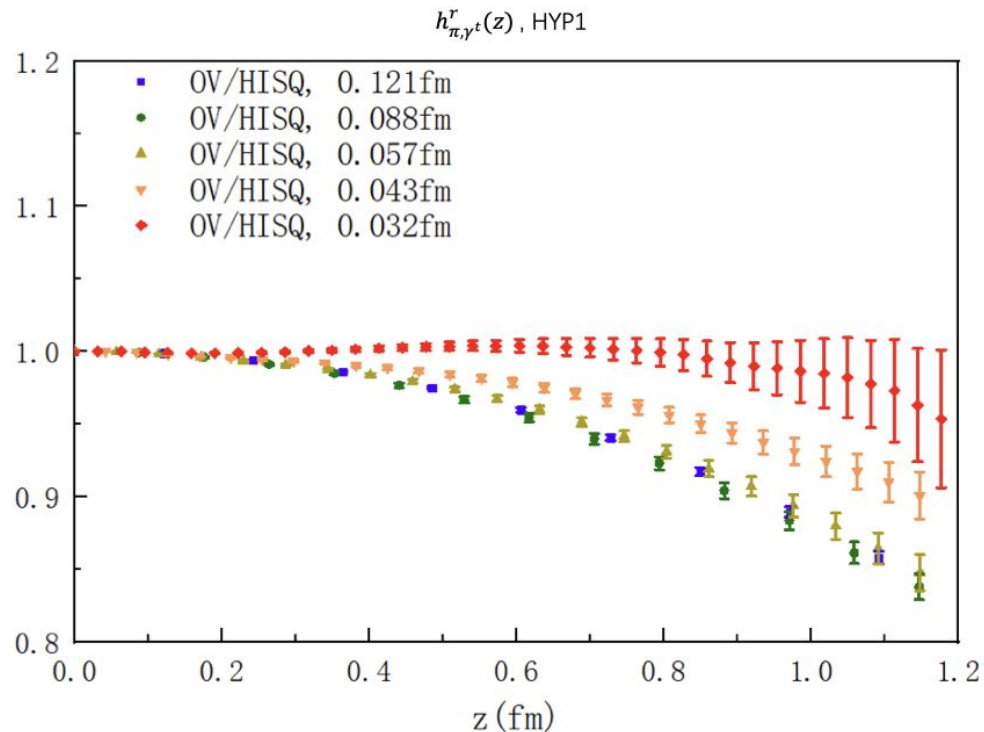 h^r_{π,γ^t}(z) , HYP1
1.2
1.1
1.0
0.9
0.8
OV/HISQ, 0.121fm
OV/HISQ, 0.088fm
OV/HISQ, 0.057fm
OV/HISQ, 0.043fm
OV/HISQ, 0.032fm
0.0 0.2 0.4 0.6 0.8 1.0 1.2
z(fm)